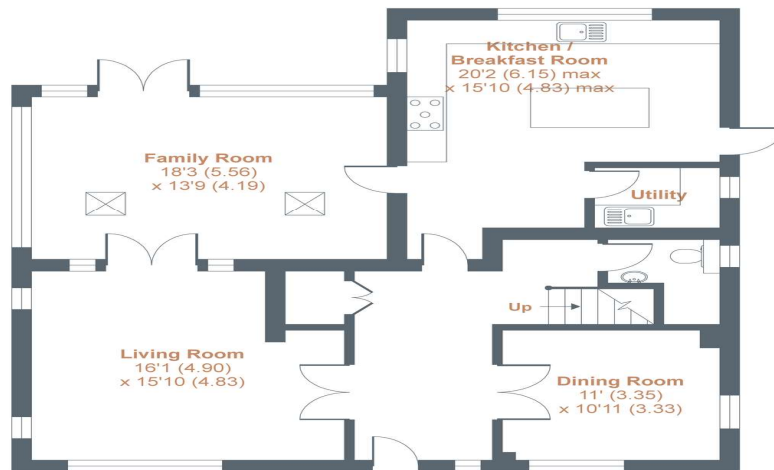 Kitchen /
Breakfast Room
20'2 (6.15) max
x 15'10 (4.83) max
Family Room
18'3 (5.56)
x 13'9 (4.19)
Utility
Up
Living Room
16'1 (4.90)
x 15'10 (4.83)
Dining Room
11' (3.35)
x 10'11 (3.33)